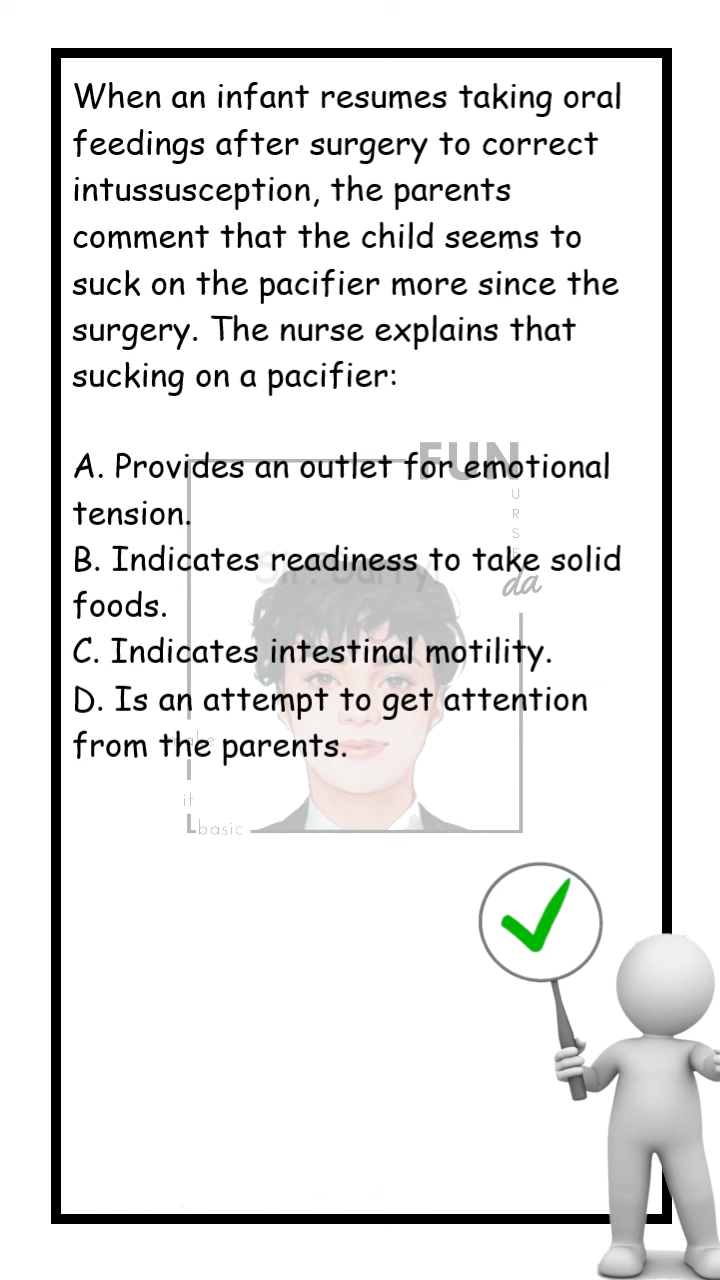 When an infant resumes taking oral
feedings after surgery to correct
intussusception, the parents
comment that the child seems to
suck on the pacifier more since the
surgery. The nurse explains that
sucking on a pacifier:
A. Provides an outlet for emotional
tension.
B. Indicates readiness to take solid
foods.
C. Indicates intestinal motility.
D. Is an attempt to get attention
from the parents.
FUN
URSE
da
it
basic